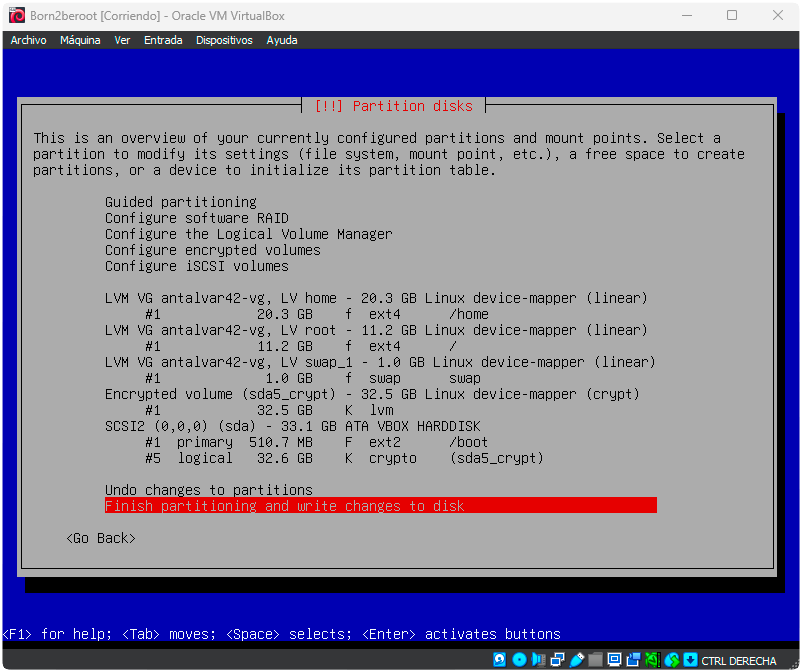 Born2beroot [Corriendo] - Oracle VM VirtualBox
Archivo Máquina Ver Entrada Dispositivos Ayuda
[!!] Partition disks
This is an overview of your currently configured partitions and mount points. Select a
partition to modify its settings (file system, mount point, etc.), a free space to create
partitions, or a device to initialize its partition table.
Guided partitioning
Configure software RAID
Configure the Logical Volume Manager
Configure encrypted volumes
Configure iSCSI volumes
LVM VG antalvar42-vg, LV home - 20.3 GB Linux device-mapper (linear)
#1 20.3 GB f ext4 /home
LVM VG antalvar42-vg, LV root - 11.2 GB Linux device-mapper (linear)
#1 11.2 GB f ext4 /
LVM VG antalvar42-vg, LV swap_1 - 1.0 GB Linux device-mapper (linear)
#1 1.0 GB f swap swap
Encrypted volume (sda5_crypt) - 32.5 GB Linux device-mapper (crypt)
#1 32.5 GB K lvm
SCSI2 (0,0,0) (sda) - 33.1 GB ATA VBOX HARDDISK
#1 primary 510.7 MB F ext2 /boot
#5 logical 32.6 GB K crypto (sda5_crypt)
Undo changes to partitions
Finish partitioning and write changes to disk
<Go Back>
<F1> for help; <Tab> moves; <Space> selects; <Enter> activates buttons
CTRL DERECHA